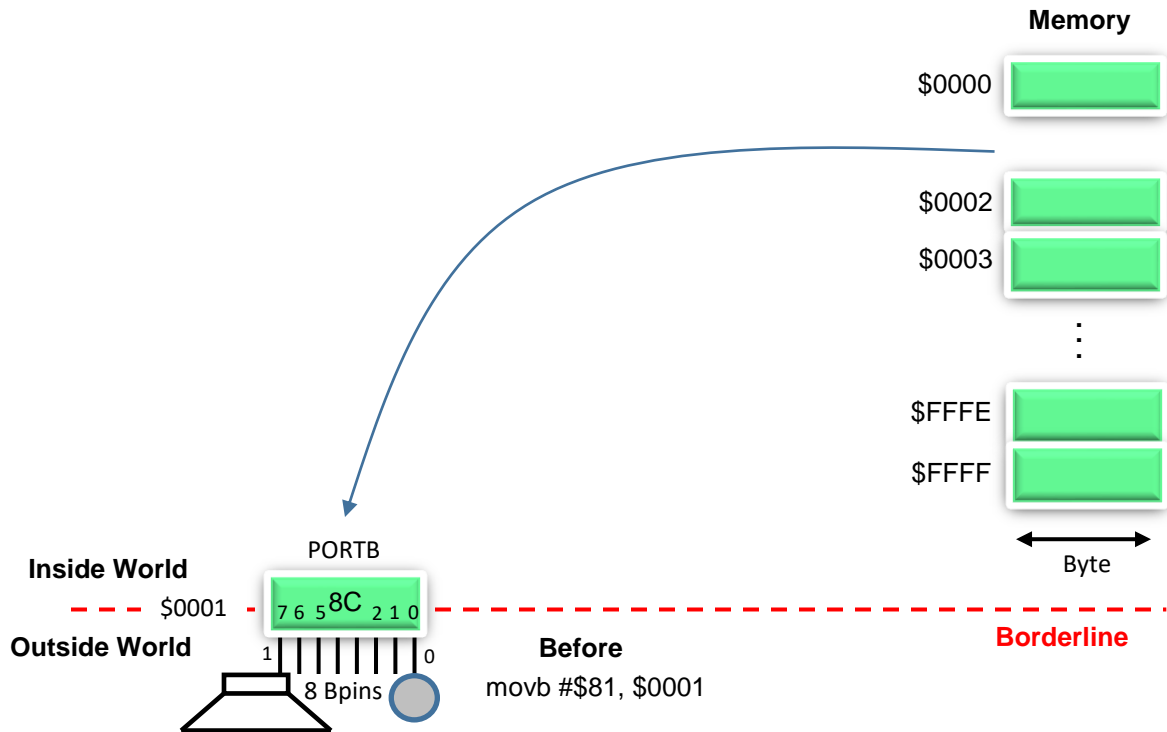 Memory
$0000
$0002
$0003
⋮
$FFFE
$FFFF
Byte
PORTB
Inside World
$0001
7 6 5 8C 2 1 0
Borderline
Outside World
1
0
8 Bpins
Before
movb #$81, $0001